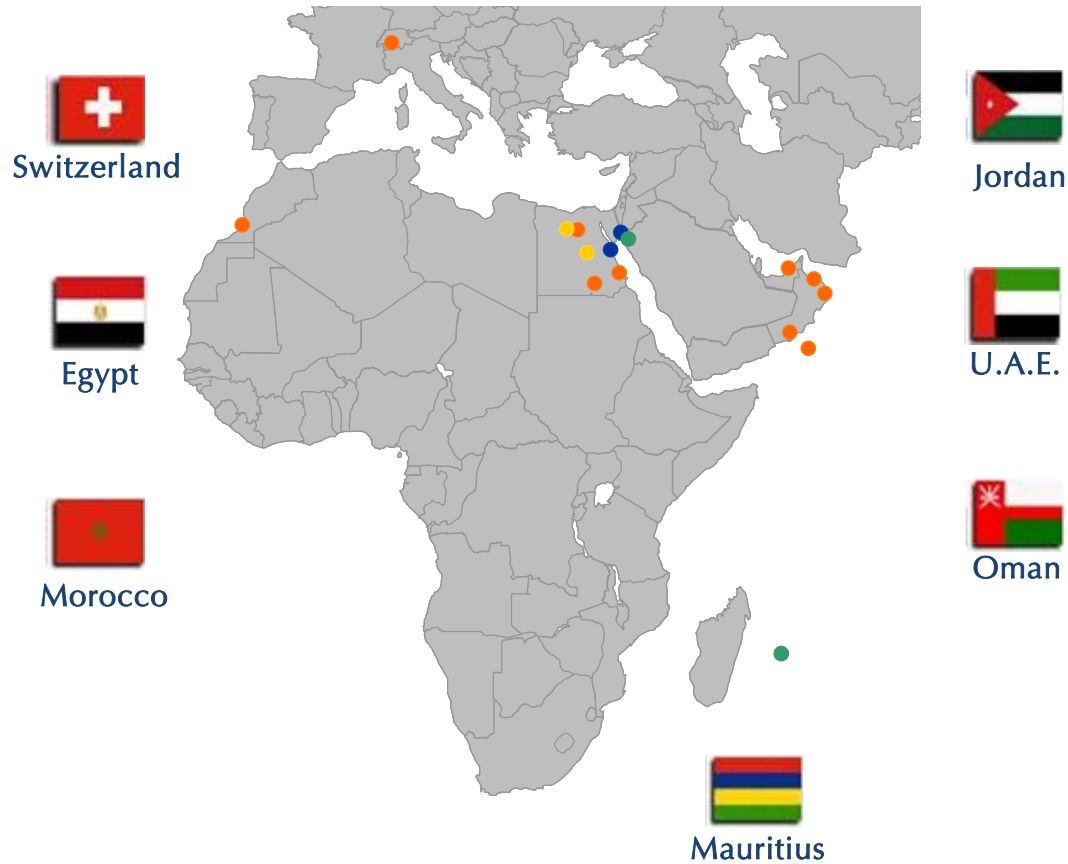 Switzerland
Jordan
Egypt
U.A.E.
Morocco
Oman
Mauritius